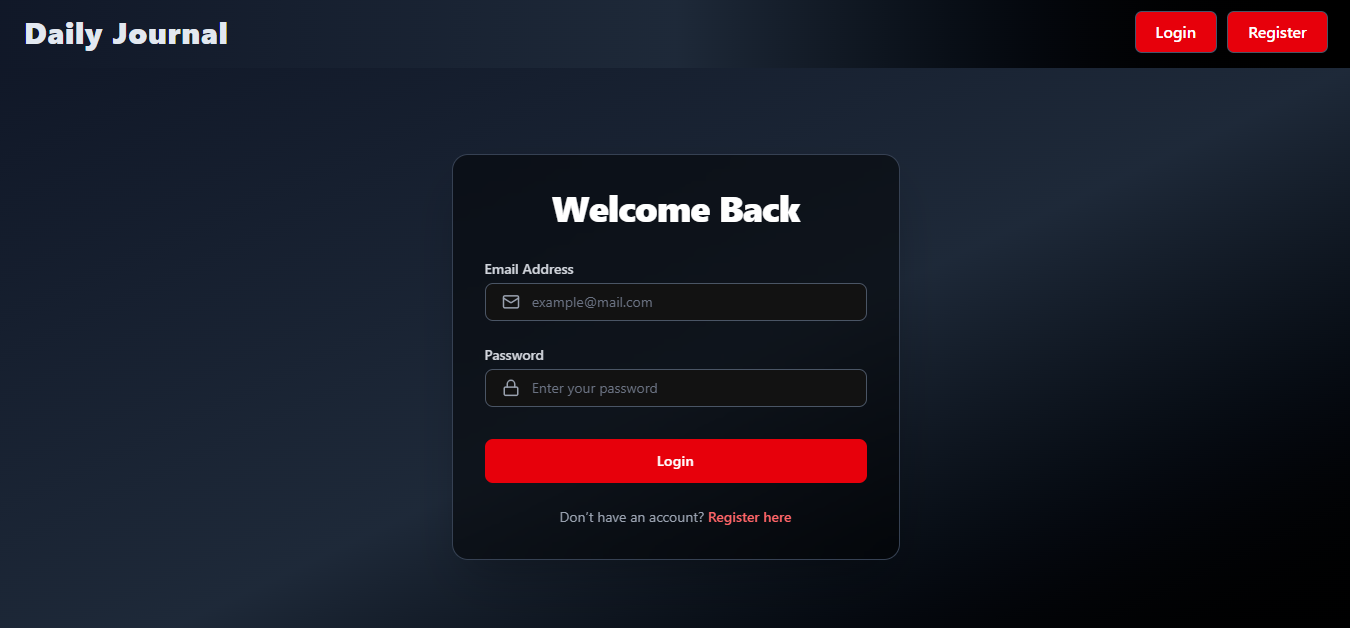 Daily Journal
Login
Register
Welcome Back
Email Address
example@mail.com
Password
Enter your password
Login
Don’t have an account? Register here